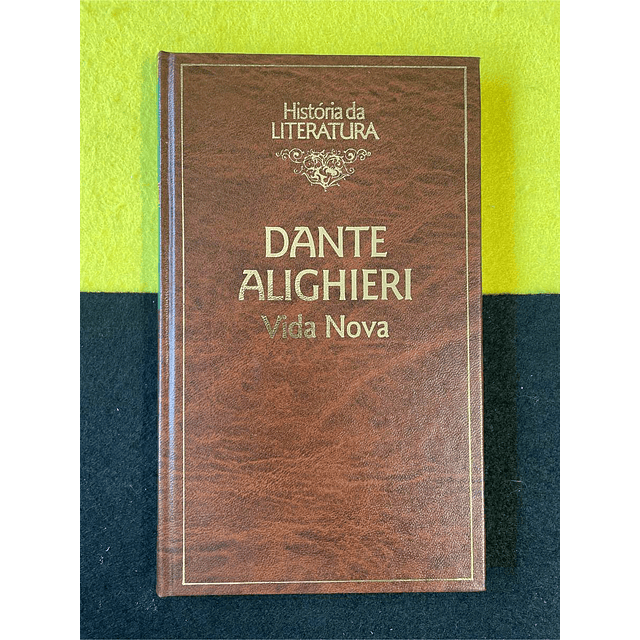 História da
LITERATURA
DANTE
ALIGHIERI
Vida Nova